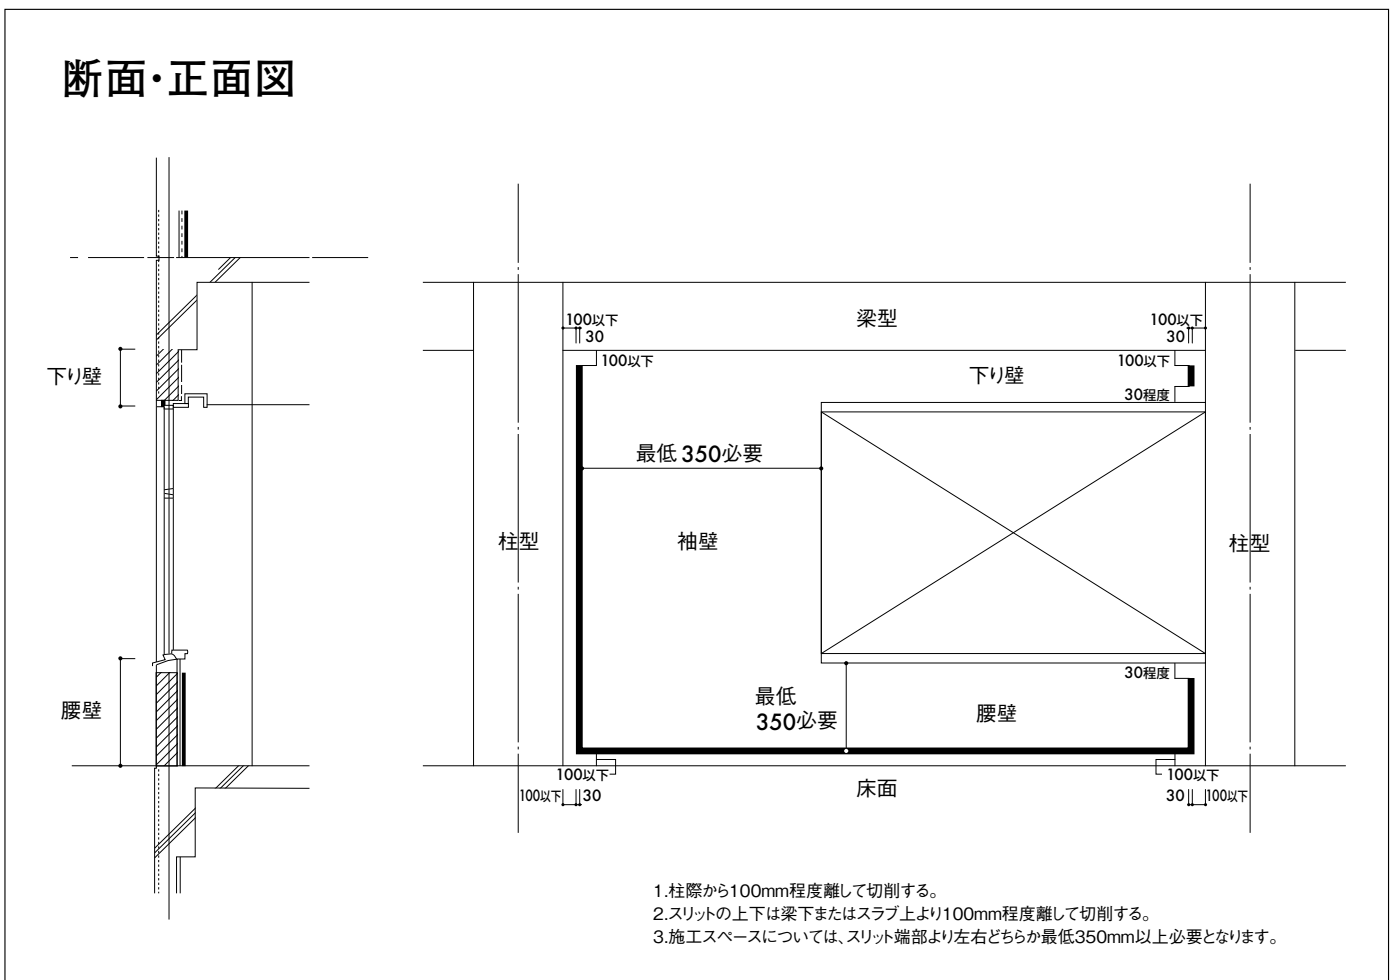 断面・正面図
下り壁
腰壁
100以下
30
100以下
梁型
100以下
30
100以下
下り壁
30程度
最低350必要
柱型
袖壁
柱型
30程度
最低
350必要
腰壁
100以下
100以下
30
床面
100以下
30
100以下
1.柱際から100mm程度離して切削する。
2.スリットの上下は梁下またはスラブ上より100mm程度離して切削する。
3.施工スペースについては、スリット端部より左右どちらか最低350mm以上必要となります。